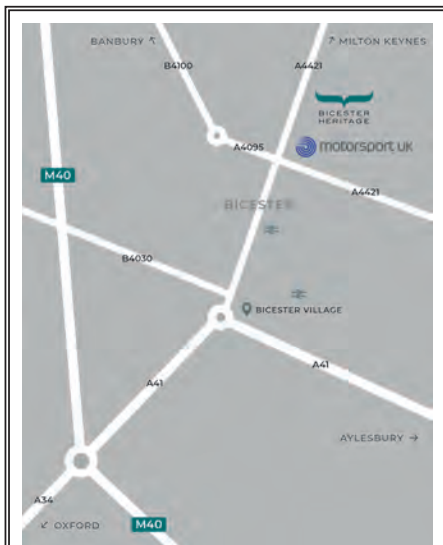 BANBURY ↖
↗ MILTON KEYNES
B4100
A4421
BICESTER
HERITAGE
A4095
motorsport uk
M40
A4421
BICESTER
B4030
BICESTER VILLAGE
A41
A41
AYLESBURY →
A34
↙ OXFORD
M40